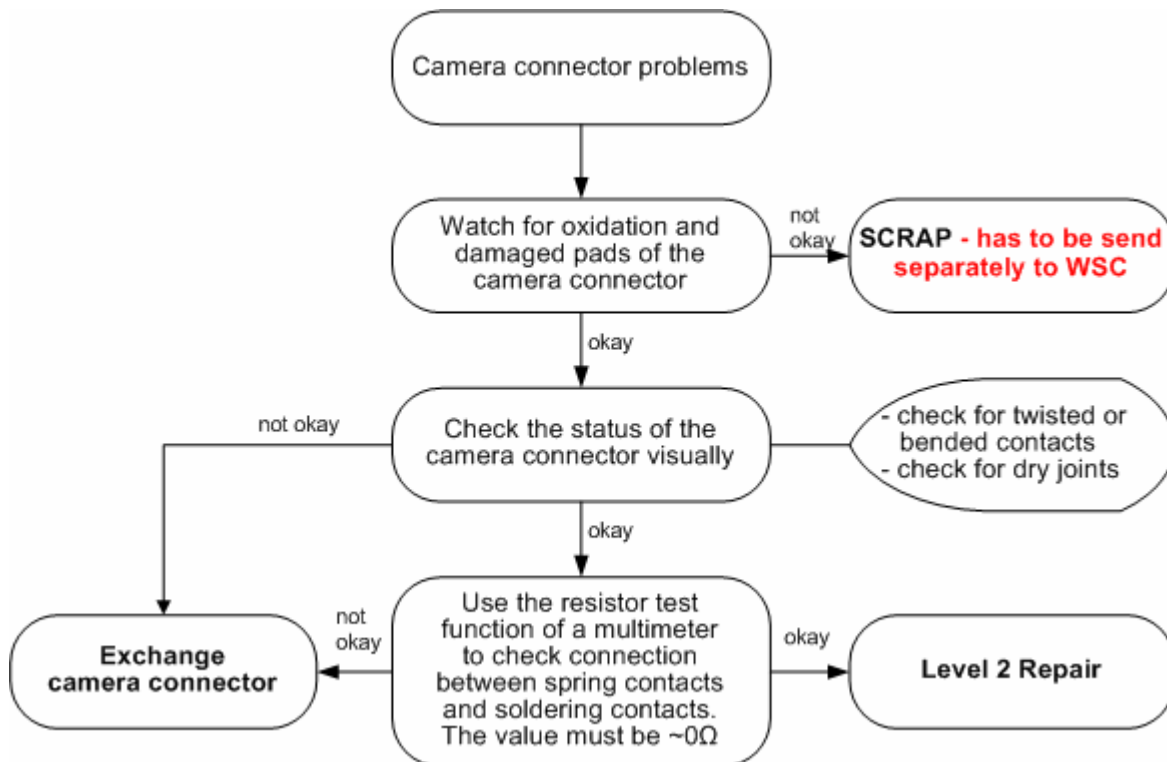 Camera connector problems
Watch for oxidation and
damaged pads of the
camera connector
not
okay
SCRAP - has to be send
separately to WSC
okay
Check the status of the
camera connector visually
not okay
- check for twisted or
bended contacts
- check for dry joints
okay
Use the resistor test
function of a multimeter
to check connection
between spring contacts
and soldering contacts.
The value must be ~0Ω
not
okay
Exchange
camera connector
okay
Level 2 Repair